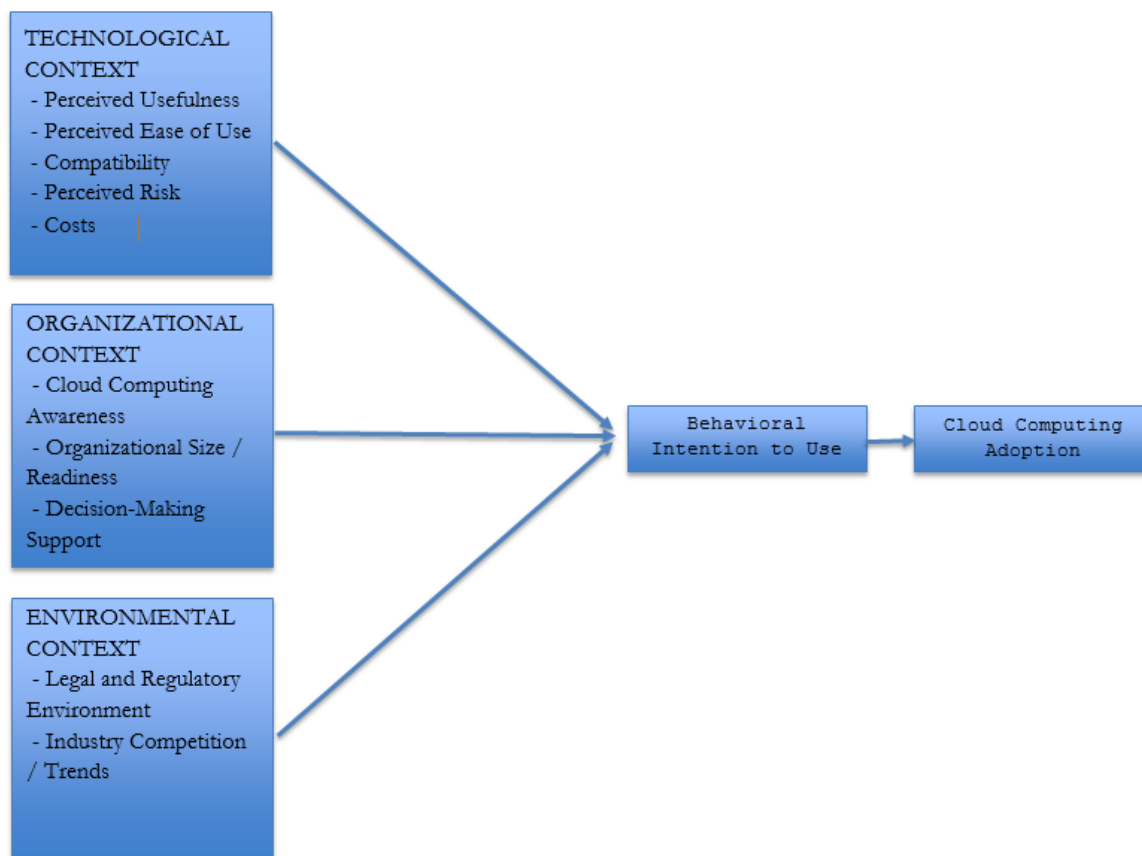 TECHNOLOGICAL
CONTEXT
- Perceived Usefulness
- Perceived Ease of Use
- Compatibility
- Perceived Risk
- Costs
ORGANIZATIONAL
CONTEXT
- Cloud Computing
Awareness
- Organizational Size /
Readiness
- Decision-Making
Support
ENVIRONMENTAL
CONTEXT
- Legal and Regulatory
Environment
- Industry Competition
/ Trends
Behavioral
Intention to Use
Cloud Computing
Adoption